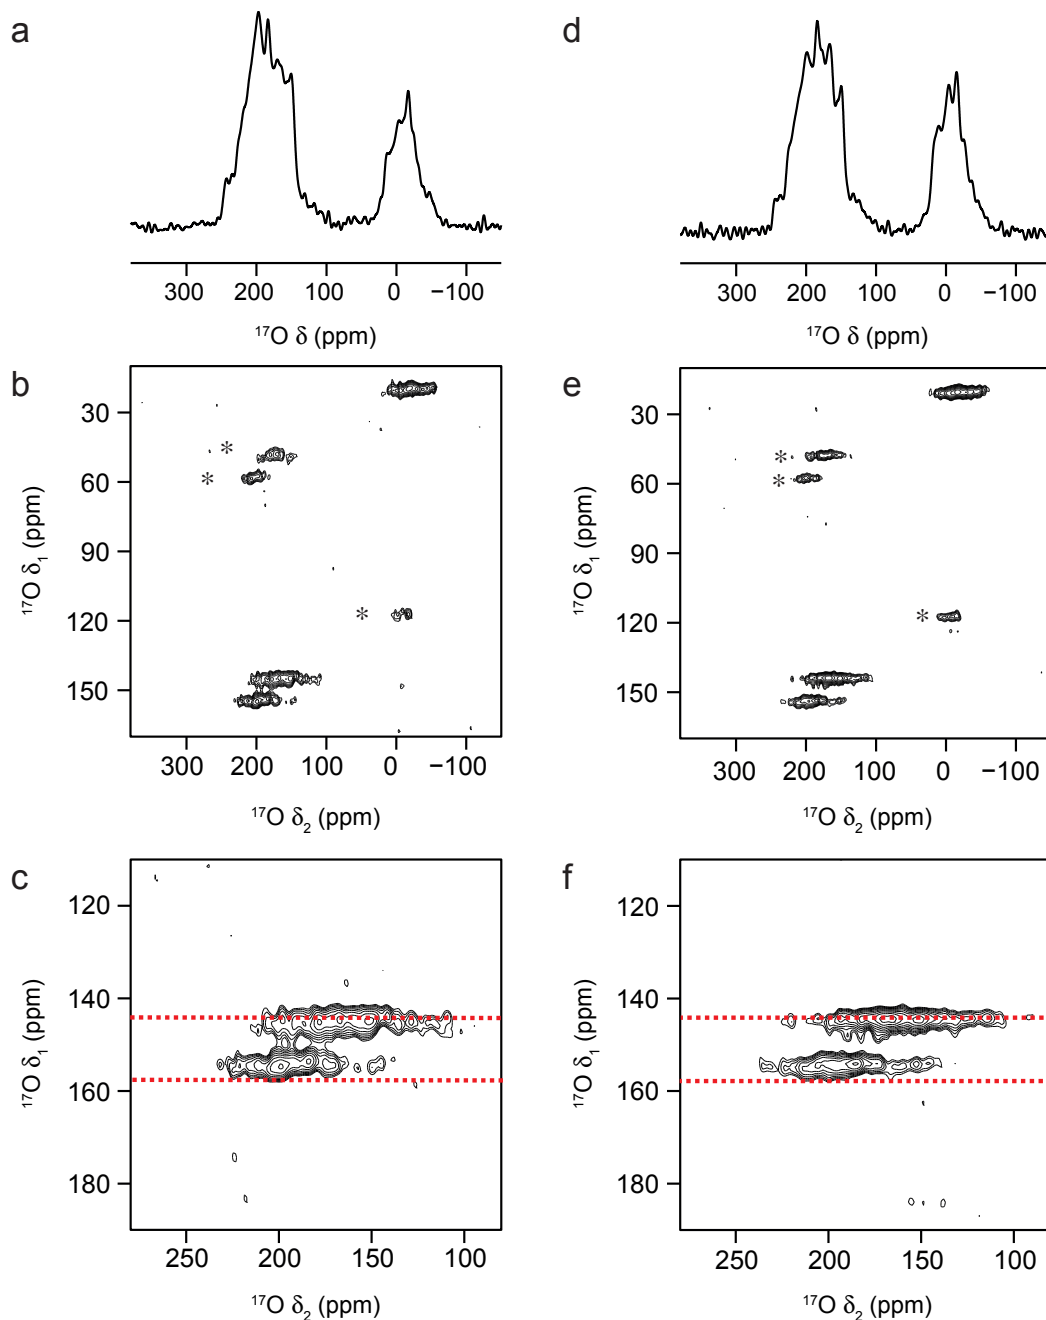 a
300 200 100 0 −100
¹⁷O δ (ppm)
d
300 200 100 0 −100
¹⁷O δ (ppm)
b
30
60
90
120
150
¹⁷O δ₁ (ppm)
* * *
300 200 100 0 −100
¹⁷O δ₂ (ppm)
e
30
60
90
120
150
¹⁷O δ₁ (ppm)
* * *
300 200 100 0 −100
¹⁷O δ₂ (ppm)
c
120
140
160
180
¹⁷O δ₁ (ppm)
250 200 150 100
¹⁷O δ₂ (ppm)
f
120
140
160
180
¹⁷O δ₁ (ppm)
250 200 150 100
¹⁷O δ₂ (ppm)